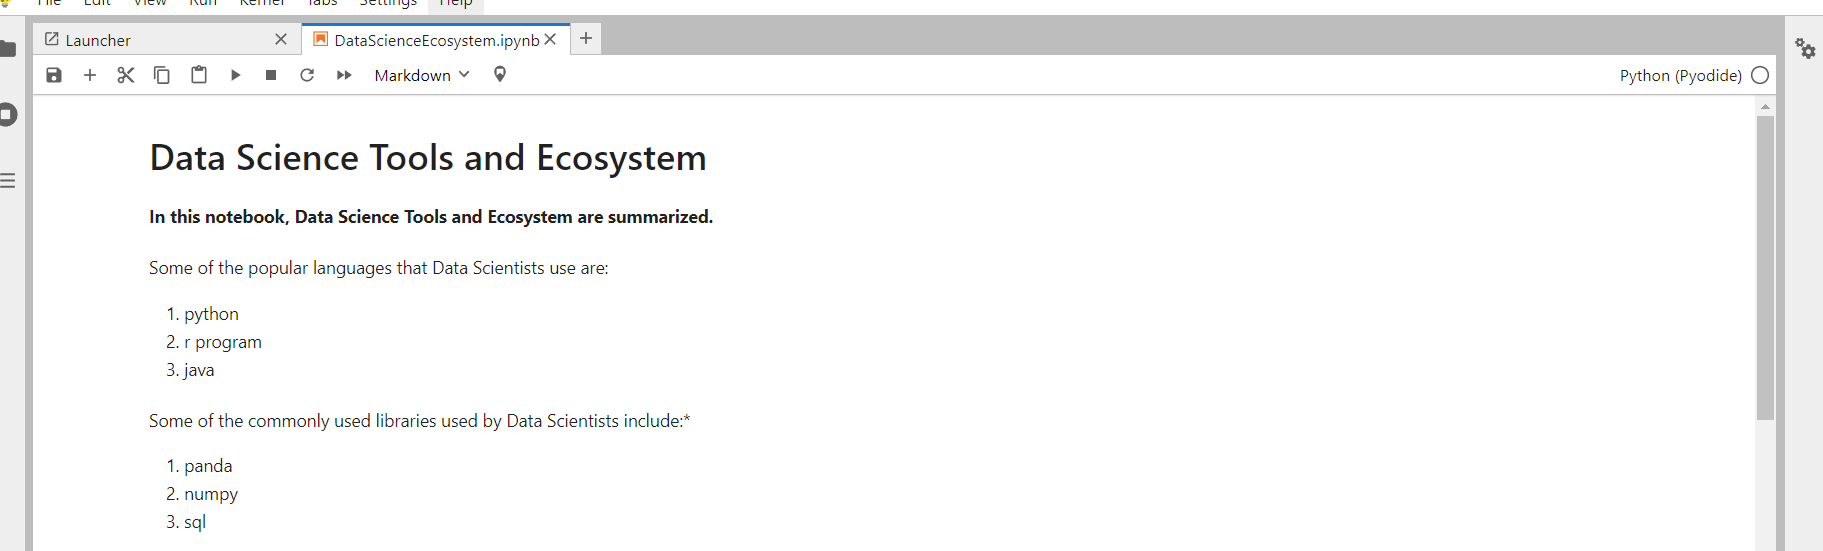 File Edit View Run Kernel Tabs Settings Help
Launcher
DataScienceEcosystem.ipynb
Markdown
Python (Pyodide)
Data Science Tools and Ecosystem
In this notebook, Data Science Tools and Ecosystem are summarized.
Some of the popular languages that Data Scientists use are:
1. python
2. r program
3. java
Some of the commonly used libraries used by Data Scientists include:*
1. panda
2. numpy
3. sql